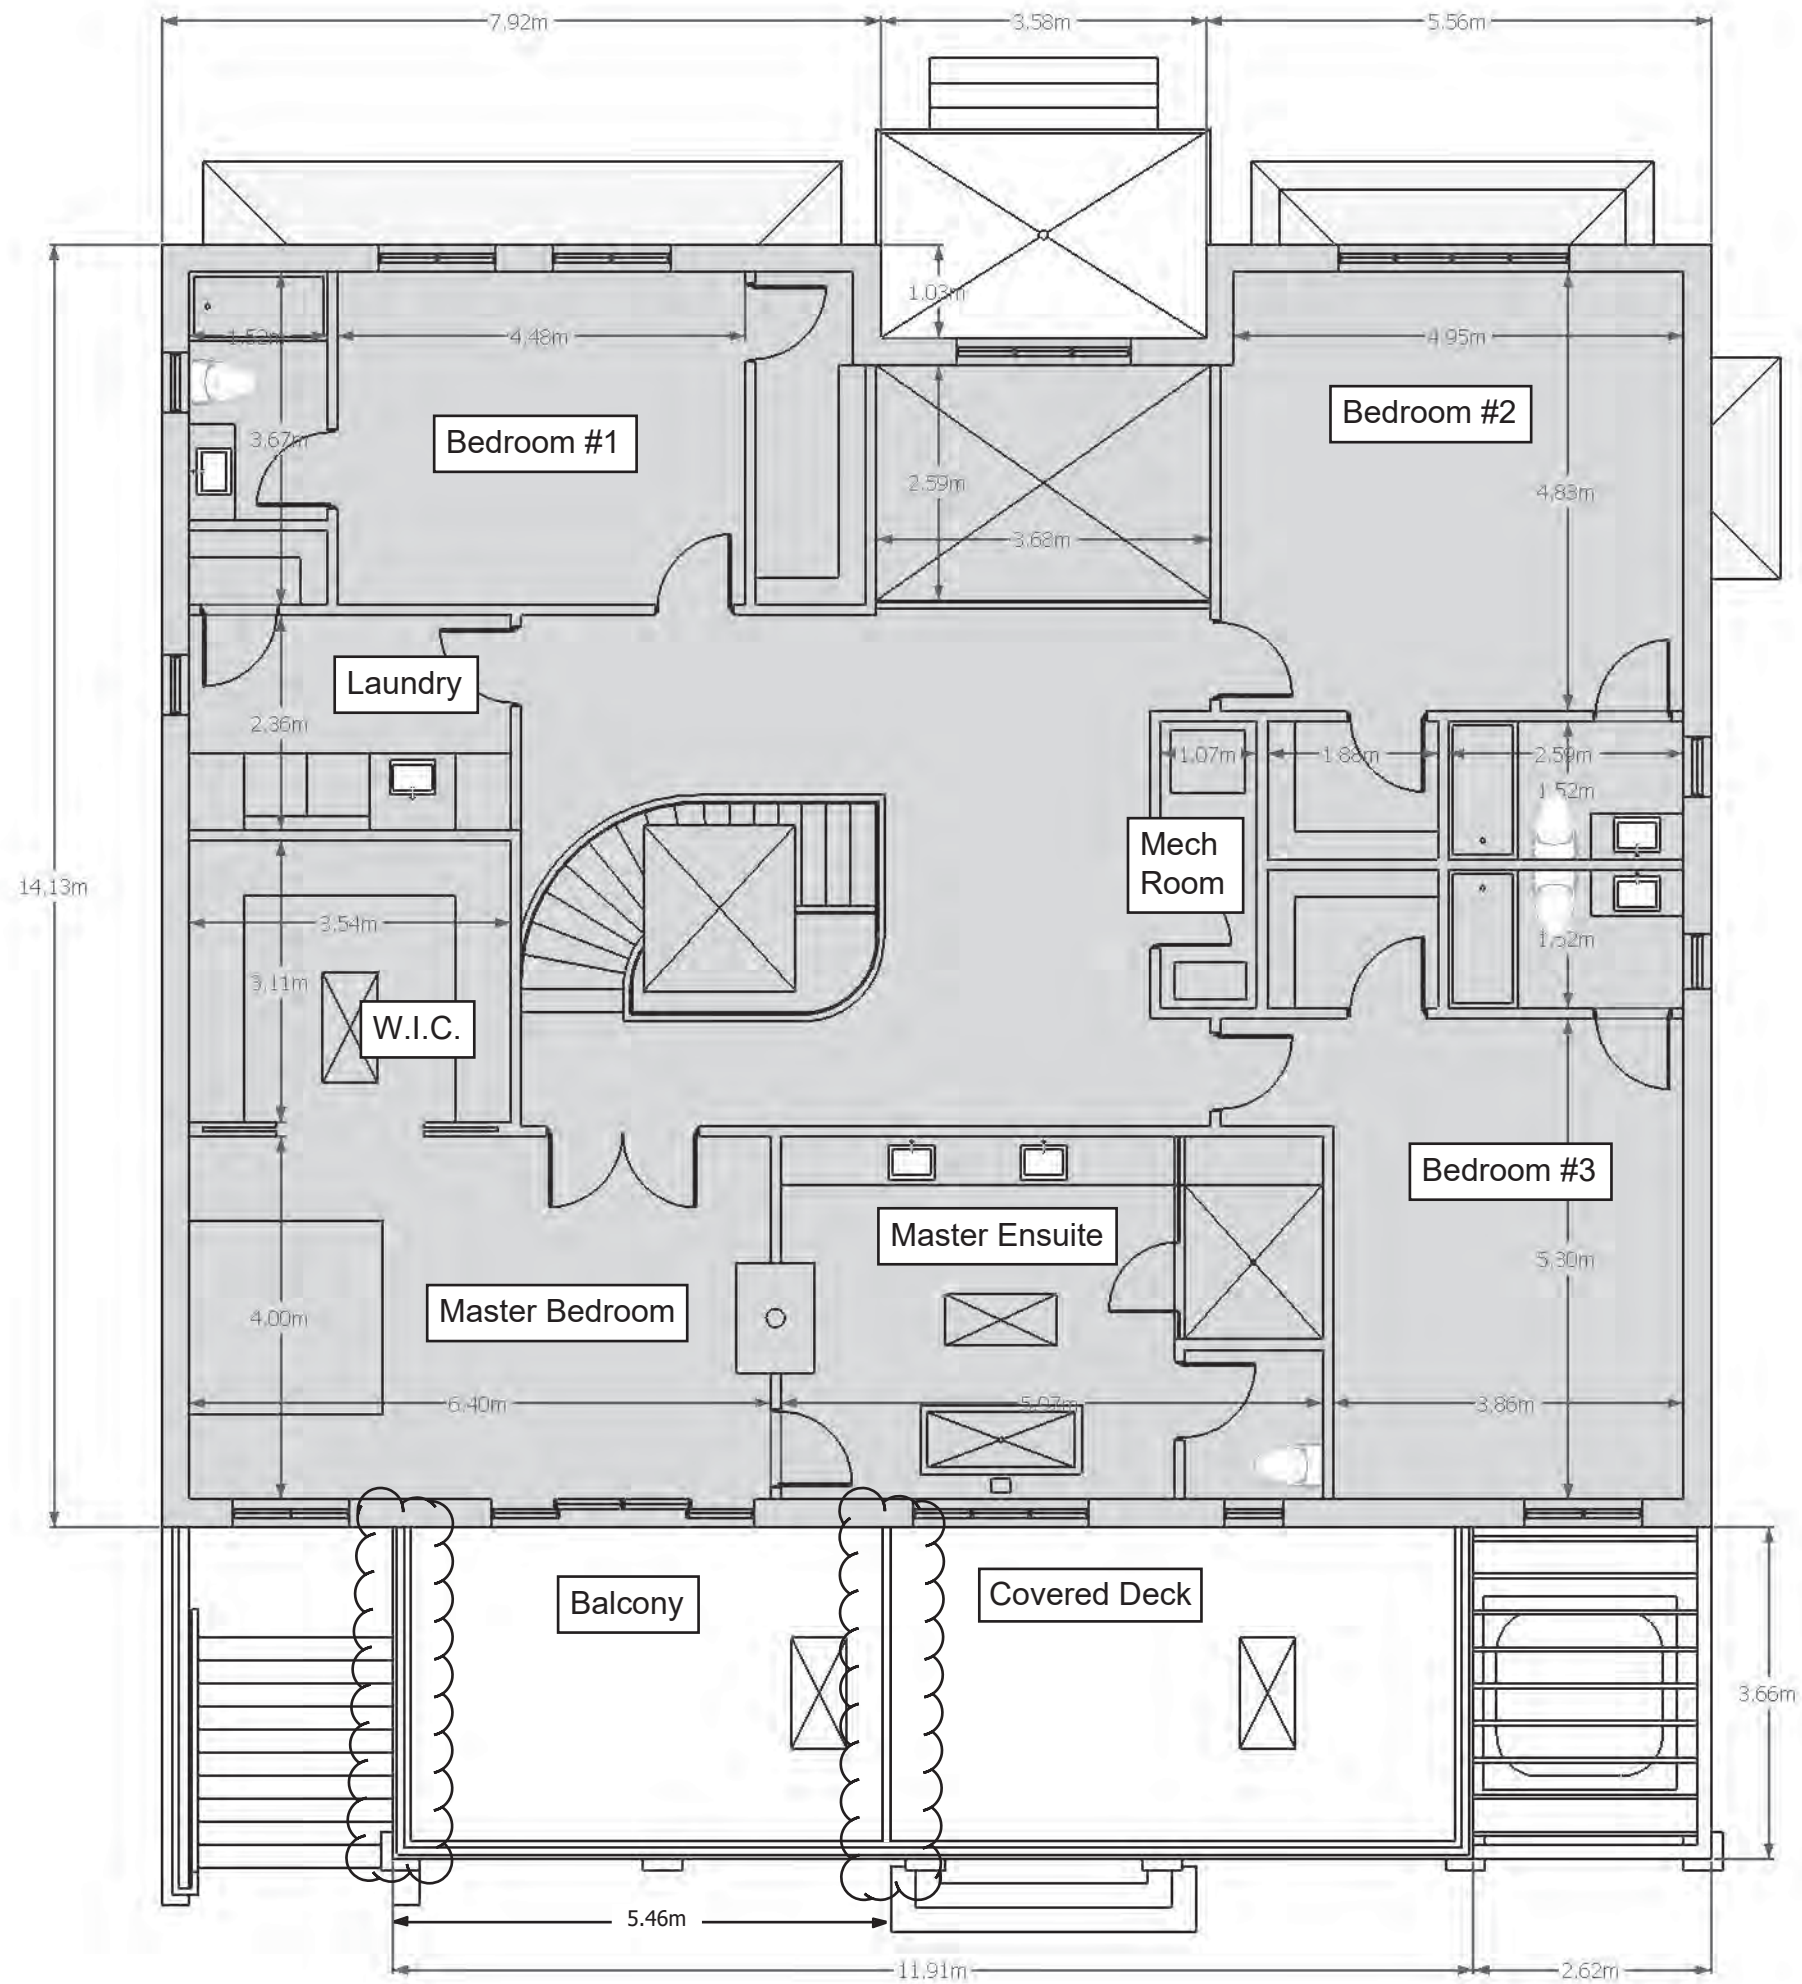 7.92m
3.58m
5.56m
1.03m
1.52m
4.48m
4.95m
Bedroom #2
Bedroom #1
3.67m
2.59m
4.83m
3.68m
Laundry
2.36m
1.07m
1.88m
2.59m
1.52m
Mech
Room
14.13m
3.54m
1.52m
3.11m
W.I.C.
Bedroom #3
Master Ensuite
5.30m
Master Bedroom
4.00m
6.40m
5.07m
3.86m
Balcony
Covered Deck
3.66m
5.46m
11.91m
2.62m